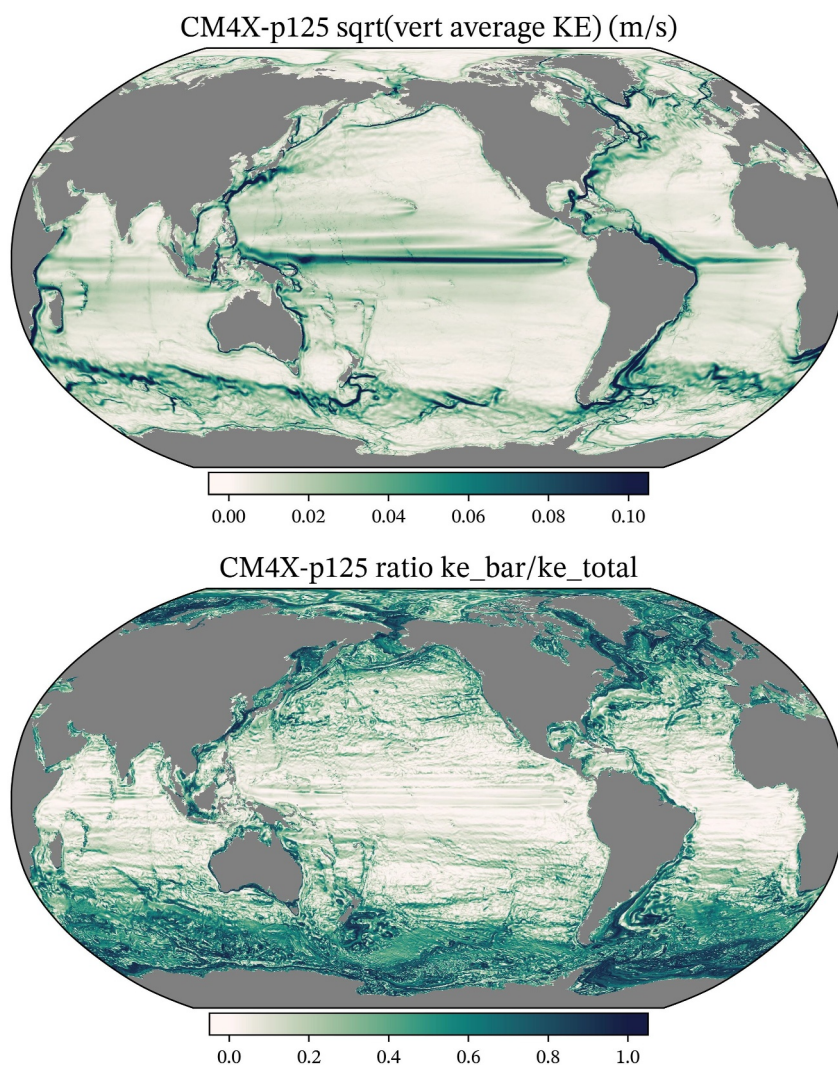 CM4X-p125 sqrt(vert average KE) (m/s)
0.00 0.02 0.04 0.06 0.08 0.10
CM4X-p125 ratio ke_bar/ke_total
0.0 0.2 0.4 0.6 0.8 1.0